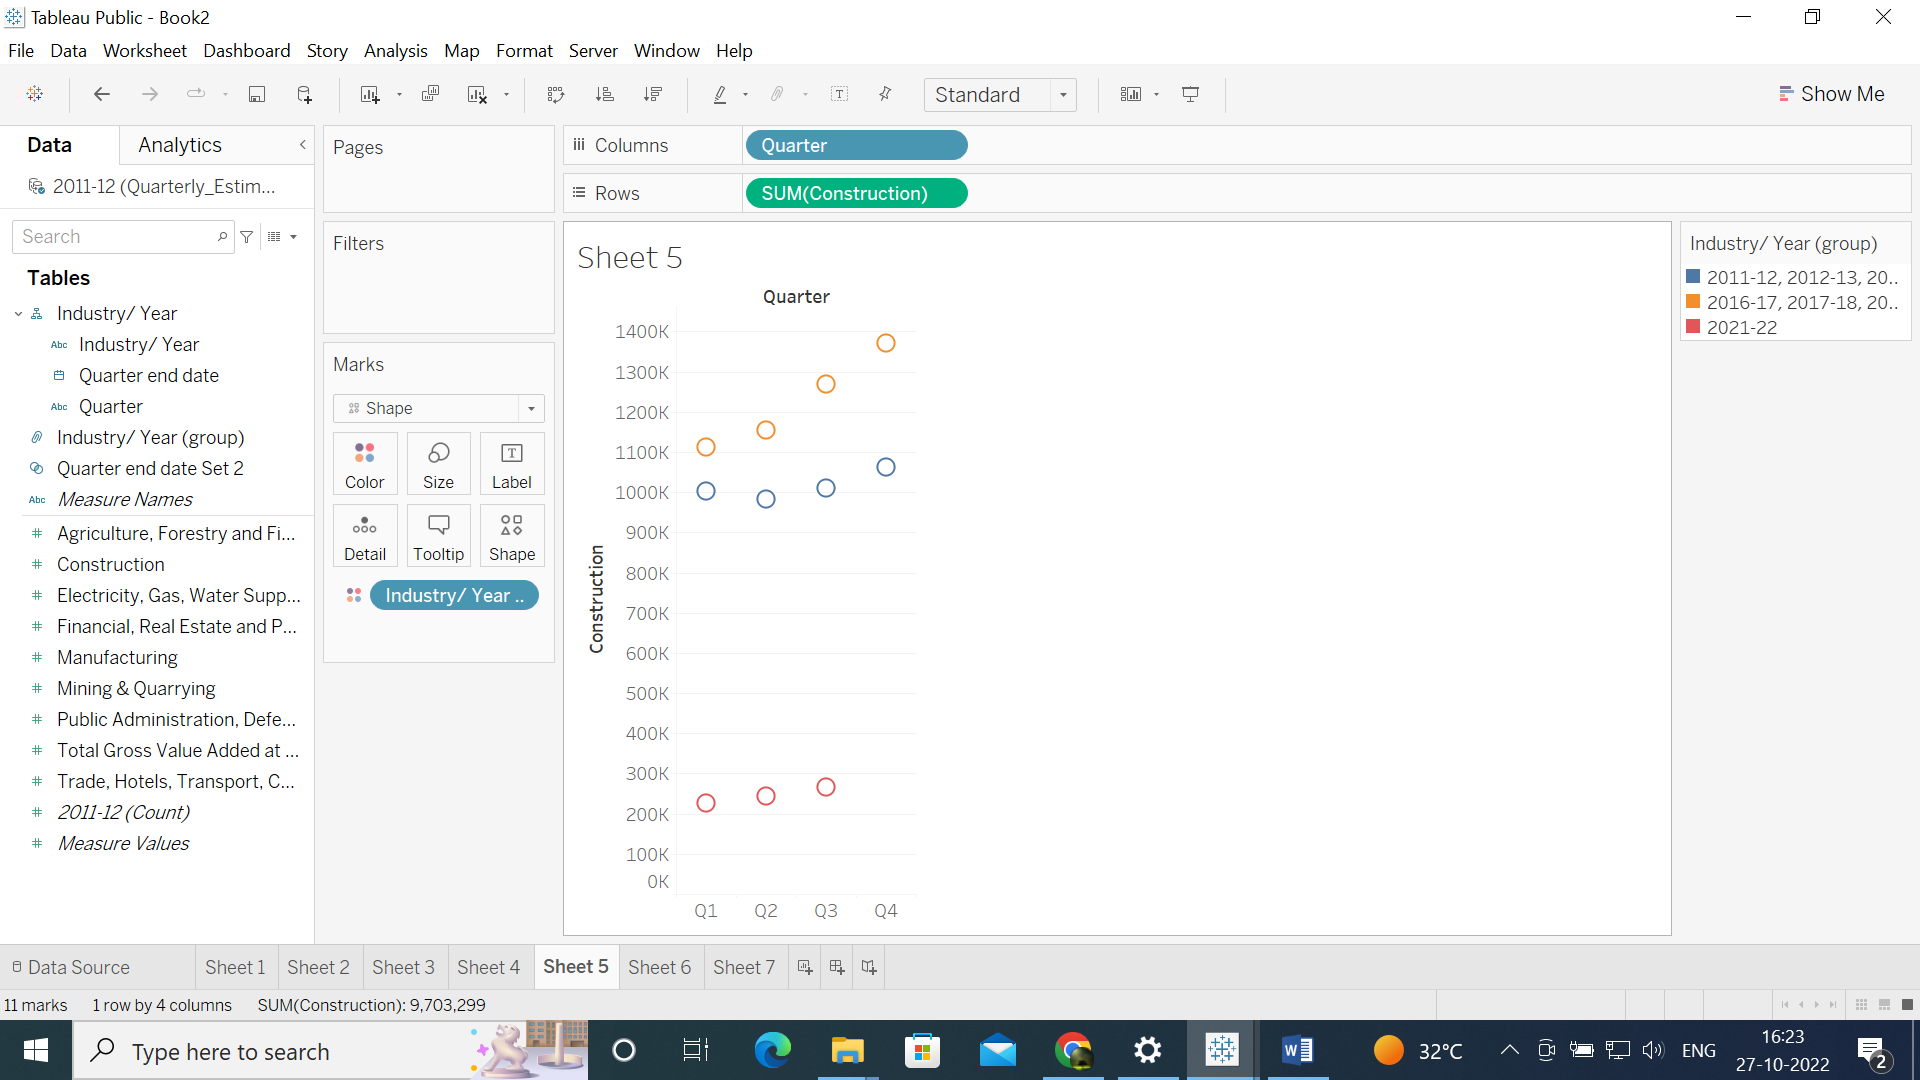 Tableau Public - Book2
File Data Worksheet Dashboard Story Analysis Map Format Server Window Help
Standard
Show Me
Data Analytics
2011-12 (Quarterly_Estim...
Search
Tables
Industry/ Year
Abc Industry/ Year
Quarter end date
Abc Quarter
Industry/ Year (group)
Quarter end date Set 2
Abc Measure Names
# Agriculture, Forestry and Fi...
# Construction
# Electricity, Gas, Water Supp...
# Financial, Real Estate and P...
# Manufacturing
# Mining & Quarrying
# Public Administration, Defe...
# Total Gross Value Added at ...
# Trade, Hotels, Transport, C...
# 2011-12 (Count)
# Measure Values
Pages
Filters
Marks
Shape
Color Size Label
Detail Tooltip Shape
Industry/ Year ..
Columns Quarter
Rows SUM(Construction)
Sheet 5
Quarter
Construction
1400K
1300K
1200K
1100K
1000K
900K
800K
700K
600K
500K
400K
300K
200K
100K
0K
Q1 Q2 Q3 Q4
Industry/ Year (group)
2011-12, 2012-13, 20..
2016-17, 2017-18, 20..
2021-22
Data Source Sheet 1 Sheet 2 Sheet 3 Sheet 4 Sheet 5 Sheet 6 Sheet 7
11 marks 1 row by 4 columns SUM(Construction): 9,703,299
Type here to search
32°C
ENG
16:23
27-10-2022
2